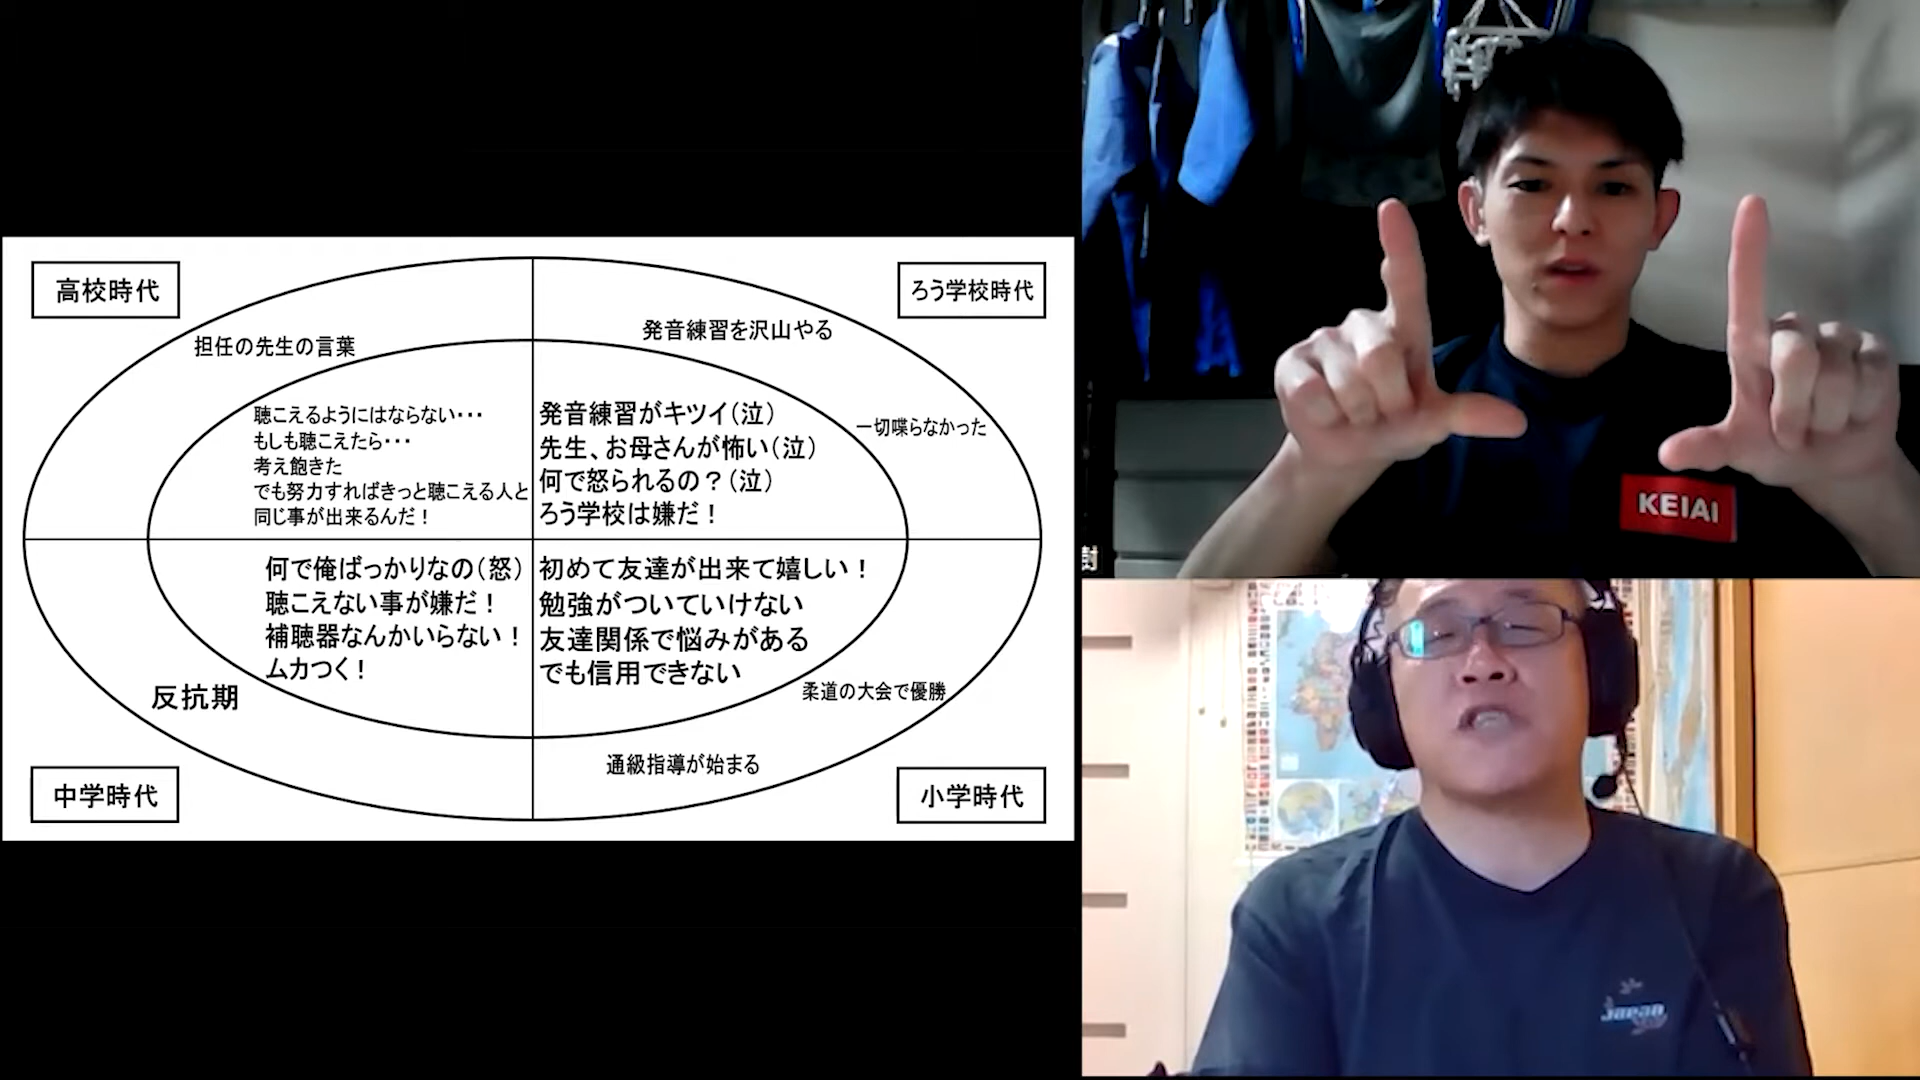 高校時代
ろう学校時代
担任の先生の言葉
発音練習を沢山やる
一切喋らなかった
聴こえるようにはならない・・・
もしも聴こえたら・・・
考え飽きた
でも努力すればきっと聴こえる人と
同じ事が出来るんだ！
発音練習がキツイ（泣）
先生、お母さんが怖い（泣）
何で怒られるの？（泣）
ろう学校は嫌だ！
何で俺ばっかりなの（怒）
聴こえない事が嫌だ！
補聴器なんかいらない！
ムカつく！
初めて友達が出来て嬉しい！
勉強がついていけない
友達関係で悩みがある
でも信用できない
反抗期
柔道の大会で優勝
通級指導が始まる
中学時代
小学時代
KEIAI
JAPAN